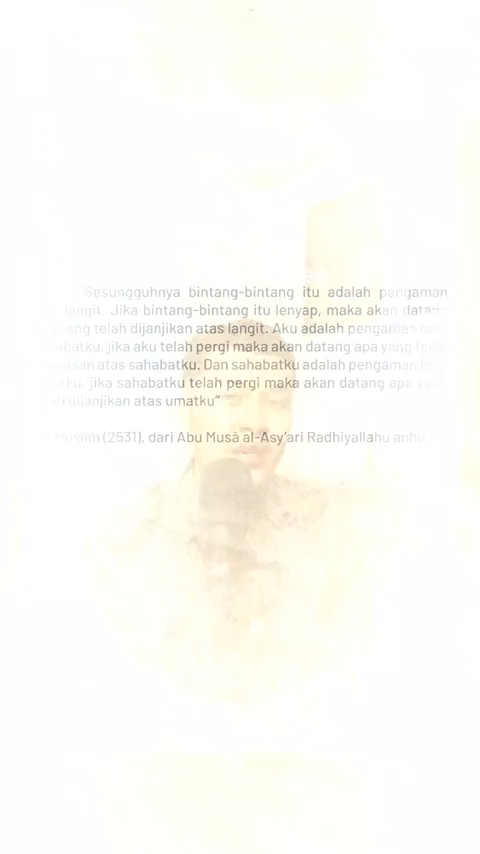 "Sesungguhnya bintang-bintang itu adalah pengaman
langit. Jika bintang-bintang itu lenyap, maka akan datang
telah dijanjikan atas langit. Aku adalah pengaman
jika aku telah pergi maka akan datang apa yang
atas sahabatku. Dan sahabatku adalah pengaman
jika sahabatku telah pergi maka akan datang apa yang
dijanjikan atas umatku"
Muslim (2531), dari Abu Musā al-Asy'ari Radhiyallahu anhu